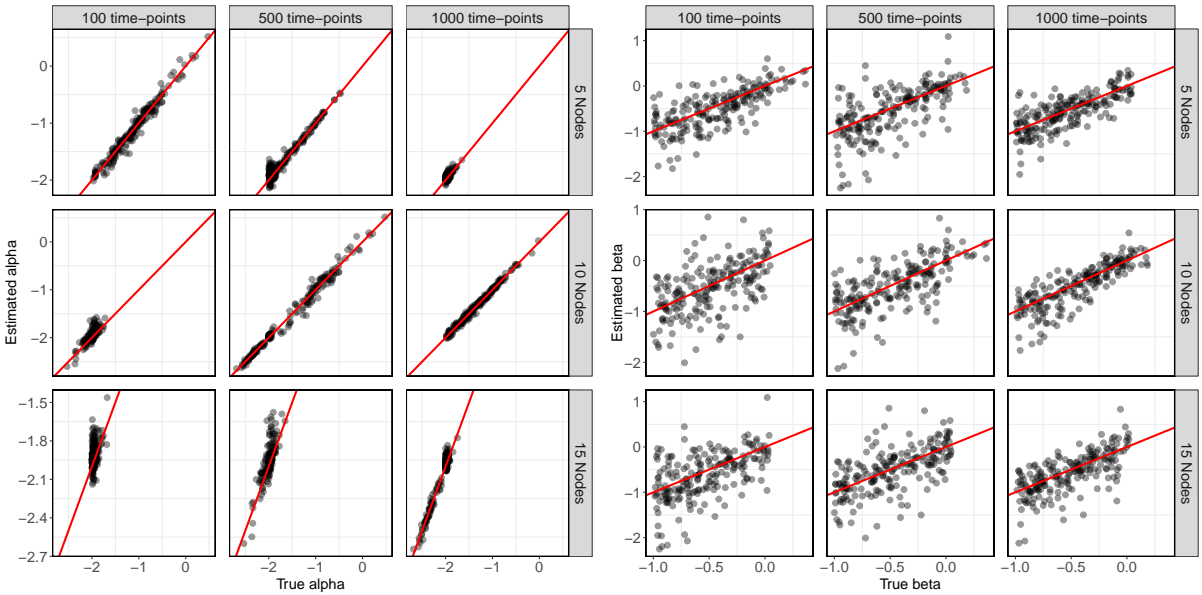 100 time−points 500 time−points 1000 time−points
0
−1
−2
5 Nodes
Estimated alpha
0
−1
−2
10 Nodes
−1.5
−1.8
−2.1
−2.4
−2.7
15 Nodes
−2 −1 0 −2 −1 0 −2 −1 0
True alpha
100 time−points 500 time−points 1000 time−points
1
0
−1
−2
5 Nodes
Estimated beta
1
0
−1
−2
10 Nodes
1
0
−1
−2
15 Nodes
−1.0 −0.5 0.0 −1.0 −0.5 0.0 −1.0 −0.5 0.0
True beta